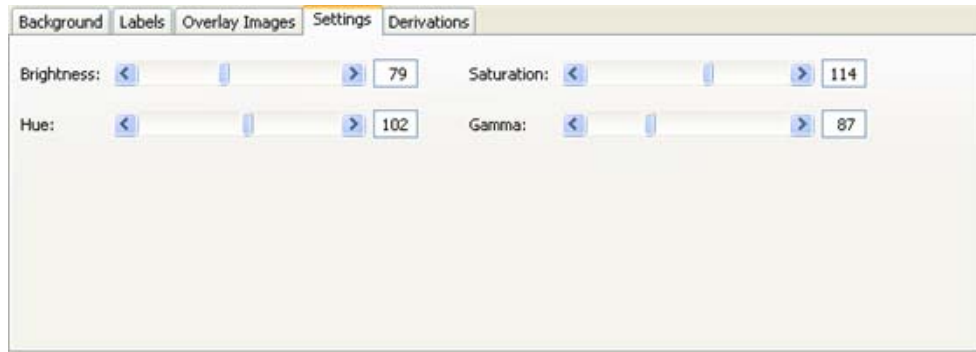 Background Labels Overlay Images Settings Derivations
Brightness: 79 Saturation: 114
Hue: 102 Gamma: 87